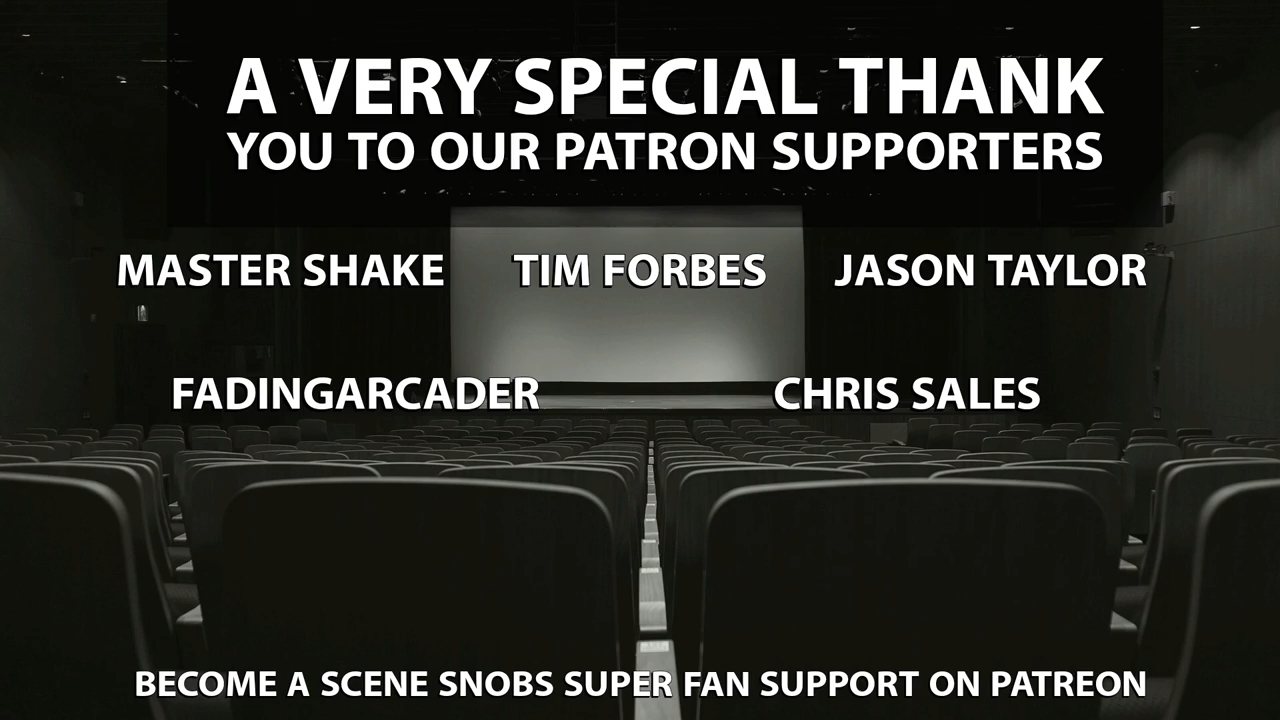 A VERY SPECIAL THANK
YOU TO OUR PATRON SUPPORTERS
MASTER SHAKE TIM FORBES JASON TAYLOR
FADINGARCADER CHRIS SALES
BECOME A SCENE SNOBS SUPER FAN SUPPORT ON PATREON